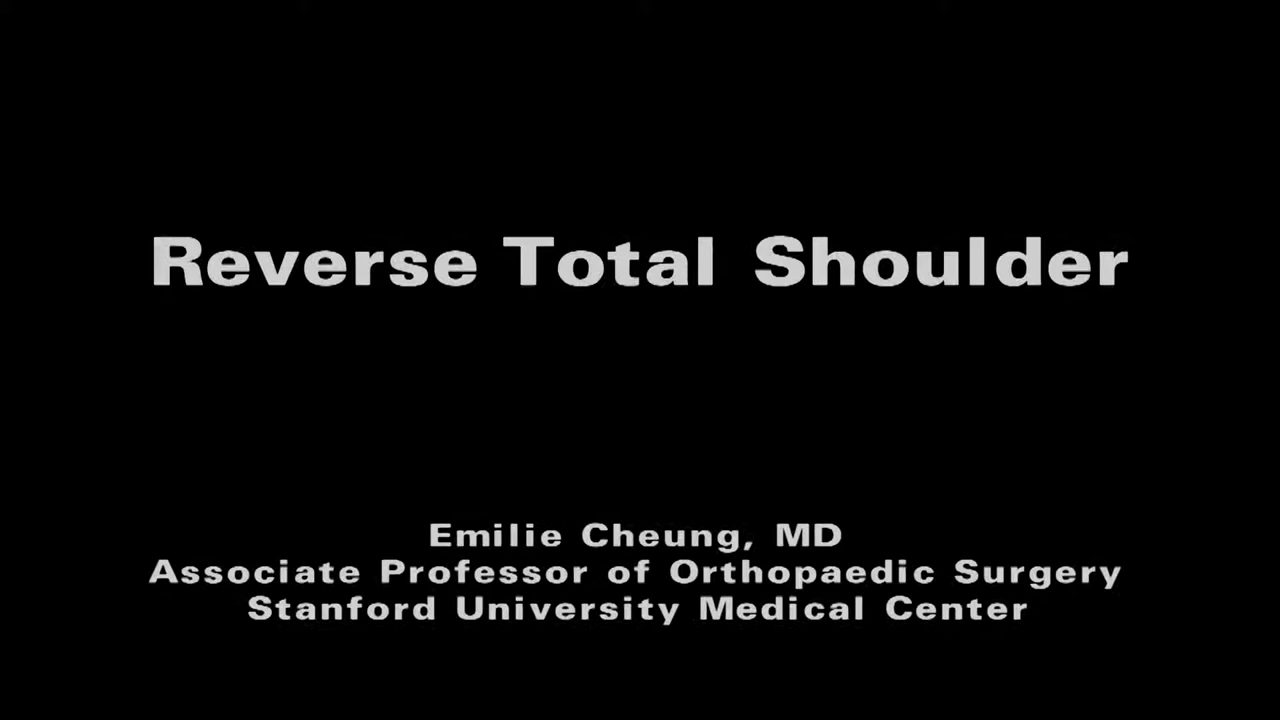 Reverse Total Shoulder
Emilie Cheung, MD
Associate Professor of Orthopaedic Surgery
Stanford University Medical Center